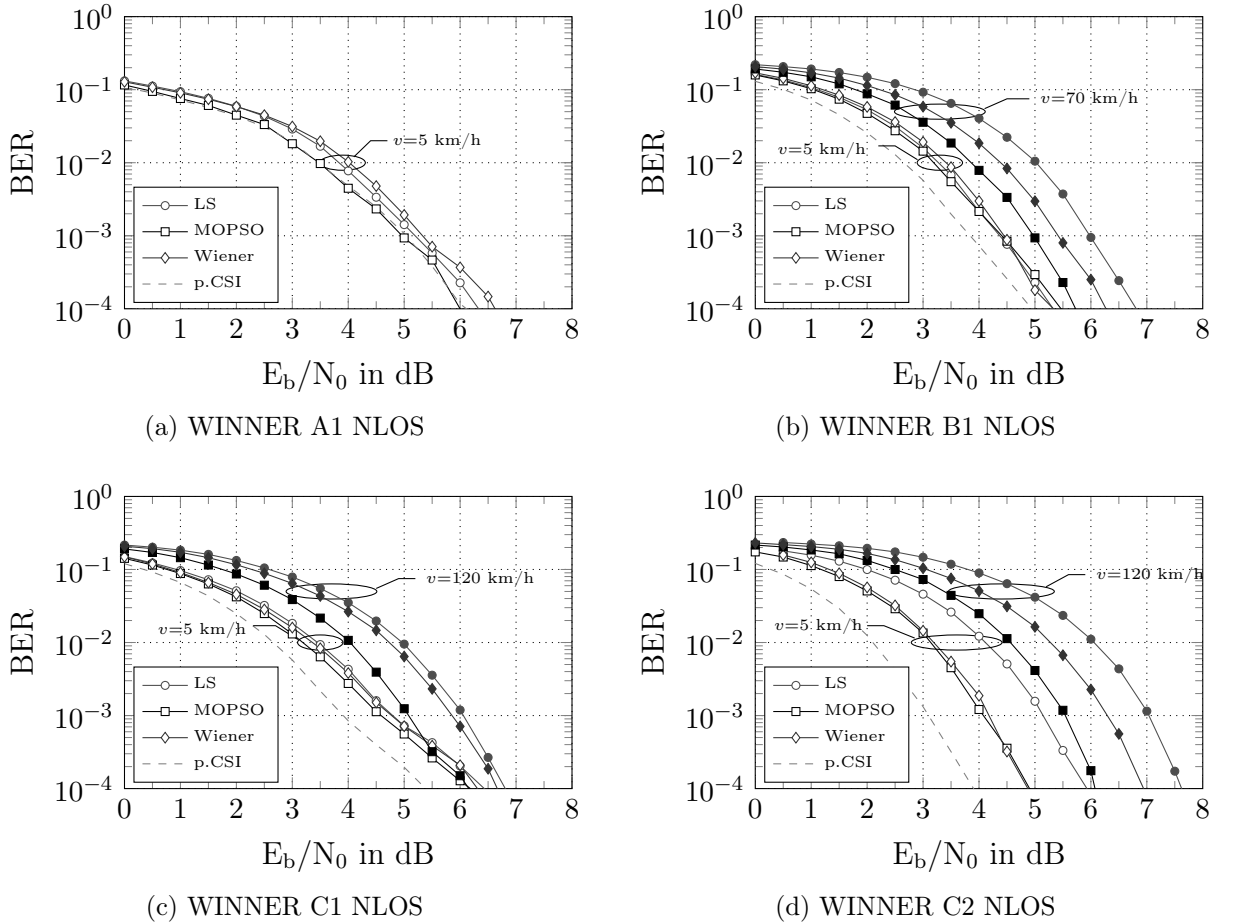 10^0
10^−1
10^−2
10^−3
10^−4
BER
v=5 km/h
LS
MOPSO
Wiener
p.CSI
0 1 2 3 4 5 6 7 8
E_b/N_0 in dB
(a) WINNER A1 NLOS
10^0
10^−1
10^−2
10^−3
10^−4
BER
v=70 km/h
v=5 km/h
LS
MOPSO
Wiener
p.CSI
0 1 2 3 4 5 6 7 8
E_b/N_0 in dB
(b) WINNER B1 NLOS
10^0
10^−1
10^−2
10^−3
10^−4
BER
v=120 km/h
v=5 km/h
LS
MOPSO
Wiener
p.CSI
0 1 2 3 4 5 6 7 8
E_b/N_0 in dB
(c) WINNER C1 NLOS
10^0
10^−1
10^−2
10^−3
10^−4
BER
v=120 km/h
v=5 km/h
LS
MOPSO
Wiener
p.CSI
0 1 2 3 4 5 6 7 8
E_b/N_0 in dB
(d) WINNER C2 NLOS